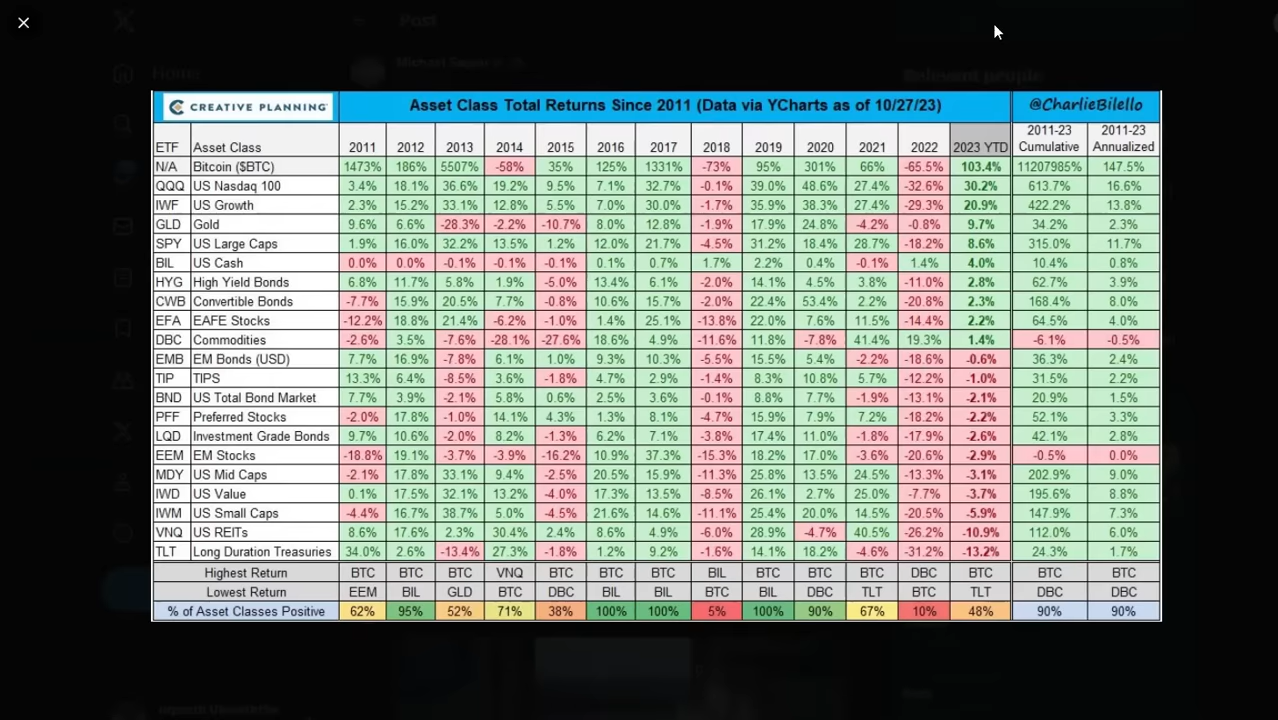 Post
Home
Michael Saylor
Relevant people
CREATIVE PLANNING
Asset Class Total Returns Since 2011 (Data via YCharts as of 10/27/23)
@CharlieBilello
ETF Asset Class 2011 2012 2013 2014 2015 2016 2017 2018 2019 2020 2021 2022 2023 YTD 2011-23 Cumulative 2011-23 Annualized
N/A Bitcoin ($BTC) 1473% 186% 5507% -58% 35% 125% 1331% -73% 95% 301% 66% -65.5% 103.4% 11207985% 147.5%
QQQ US Nasdaq 100 3.4% 18.1% 36.6% 19.2% 9.5% 7.1% 32.7% -0.1% 39.0% 48.6% 27.4% -32.6% 30.2% 613.7% 16.6%
IWF US Growth 2.3% 15.2% 33.1% 12.8% 5.5% 7.0% 30.0% -1.7% 35.9% 38.3% 27.4% -29.3% 20.9% 422.2% 13.8%
GLD Gold 9.6% 6.6% -28.3% -2.2% -10.7% 8.0% 12.8% -1.9% 17.9% 24.8% -4.2% -0.8% 9.7% 34.2% 2.3%
SPY US Large Caps 1.9% 16.0% 32.2% 13.5% 1.2% 12.0% 21.7% -4.5% 31.2% 18.4% 28.7% -18.2% 8.6% 315.0% 11.7%
BIL US Cash 0.0% 0.0% -0.1% -0.1% -0.1% 0.1% 0.7% 1.7% 2.2% 0.4% -0.1% 1.4% 4.0% 10.4% 0.8%
HYG High Yield Bonds 6.8% 11.7% 5.8% 1.9% -5.0% 13.4% 6.1% -2.0% 14.1% 4.5% 3.8% -11.0% 2.8% 62.7% 3.9%
CWB Convertible Bonds -7.7% 15.9% 20.5% 7.7% -0.8% 10.6% 15.7% -2.0% 22.4% 53.4% 2.2% -20.8% 2.3% 168.4% 8.0%
EFA EAFE Stocks -12.2% 18.8% 21.4% -6.2% -1.0% 1.4% 25.1% -13.8% 22.0% 7.6% 11.5% -14.4% 2.2% 64.5% 4.0%
DBC Commodities -2.6% 3.5% -7.6% -28.1% -27.6% 18.6% 4.9% -11.6% 11.8% -7.8% 41.4% 19.3% 1.4% -6.1% -0.5%
EMB EM Bonds (USD) 7.7% 16.9% -7.8% 6.1% 1.0% 9.3% 10.3% -5.5% 15.5% 5.4% -2.2% -18.6% -0.6% 36.3% 2.4%
TIP TIPS 13.3% 6.4% -8.5% 3.6% -1.8% 4.7% 2.9% -1.4% 8.3% 10.8% 5.7% -12.2% -1.0% 31.5% 2.2%
BND US Total Bond Market 7.7% 3.9% -2.1% 5.8% 0.6% 2.5% 3.6% -0.1% 8.8% 7.7% -1.9% -13.1% -2.1% 20.9% 1.5%
PFF Preferred Stocks -2.0% 17.8% -1.0% 14.1% 4.3% 1.3% 8.1% -4.7% 15.9% 7.9% 7.2% -18.2% -2.2% 52.1% 3.3%
LQD Investment Grade Bonds 9.7% 10.6% -2.0% 8.2% -1.3% 6.2% 7.1% -3.8% 17.4% 11.0% -1.8% -17.9% -2.6% 42.1% 2.8%
EEM EM Stocks -18.8% 19.1% -3.7% -3.9% -16.2% 10.9% 37.3% -15.3% 18.2% 17.0% -3.6% -20.6% -2.9% -0.5% 0.0%
MDY US Mid Caps -2.1% 17.8% 33.1% 9.4% -2.5% 20.5% 15.9% -11.3% 25.8% 13.5% 24.5% -13.3% -3.1% 202.9% 9.0%
IWD US Value 0.1% 17.5% 32.1% 13.2% -4.0% 17.3% 13.5% -8.5% 26.1% 2.7% 25.0% -7.7% -3.7% 195.6% 8.8%
IWM US Small Caps -4.4% 16.7% 38.7% 5.0% -4.5% 21.6% 14.6% -11.1% 25.4% 20.0% 14.5% -20.5% -5.9% 147.9% 7.3%
VNQ US REITs 8.6% 17.6% 2.3% 30.4% 2.4% 8.6% 4.9% -6.0% 28.9% -4.7% 40.5% -26.2% -10.9% 112.0% 6.0%
TLT Long Duration Treasuries 34.0% 2.6% -13.4% 27.3% -1.8% 1.2% 9.2% -1.6% 14.1% 18.2% -4.6% -31.2% -13.2% 24.3% 1.7%
Highest Return BTC BTC BTC VNQ BTC BTC BTC BIL BTC BTC BTC DBC BTC BTC BTC
Lowest Return EEM BIL GLD BTC DBC BIL BIL BTC BIL DBC TLT BTC TLT DBC DBC
% of Asset Classes Positive 62% 95% 52% 71% 38% 100% 100% 5% 100% 90% 67% 10% 48% 90% 90%